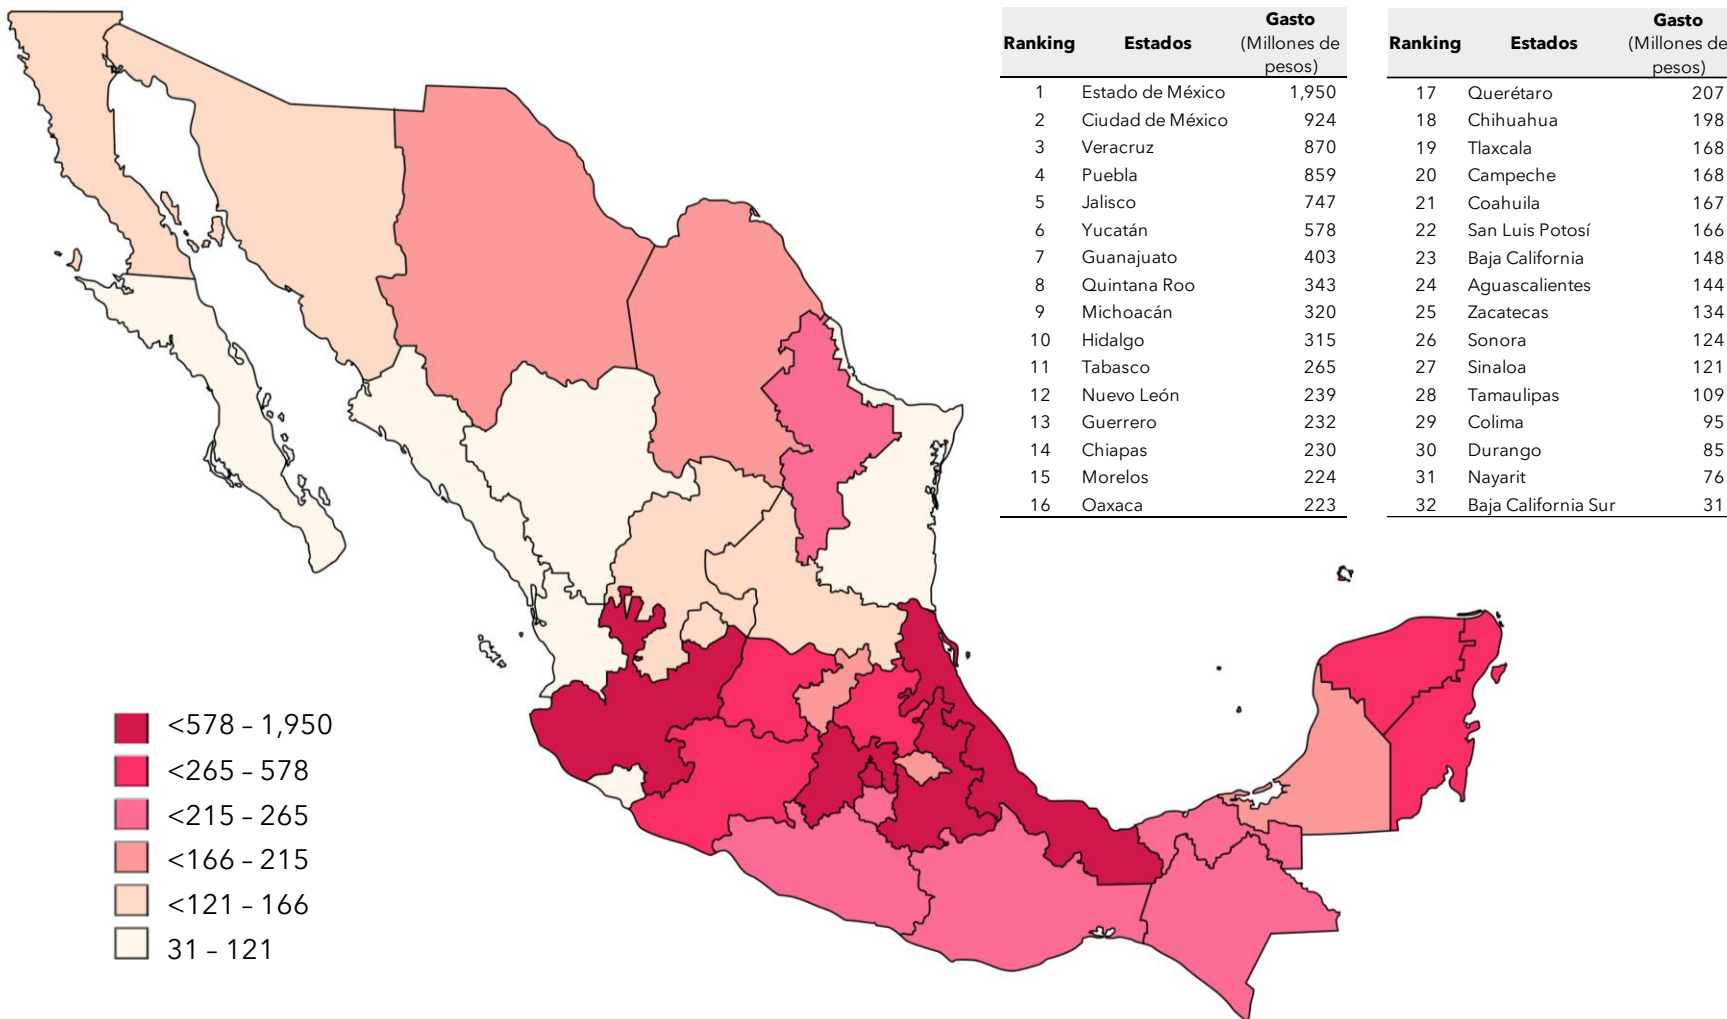 Ranking Estados Gasto (Millones de pesos)
1 Estado de México 1,950
2 Ciudad de México 924
3 Veracruz 870
4 Puebla 859
5 Jalisco 747
6 Yucatán 578
7 Guanajuato 403
8 Quintana Roo 343
9 Michoacán 320
10 Hidalgo 315
11 Tabasco 265
12 Nuevo León 239
13 Guerrero 232
14 Chiapas 230
15 Morelos 224
16 Oaxaca 223
Ranking Estados Gasto (Millones de pesos)
17 Querétaro 207
18 Chihuahua 198
19 Tlaxcala 168
20 Campeche 168
21 Coahuila 167
22 San Luis Potosí 166
23 Baja California 148
24 Aguascalientes 144
25 Zacatecas 134
26 Sonora 124
27 Sinaloa 121
28 Tamaulipas 109
29 Colima 95
30 Durango 85
31 Nayarit 76
32 Baja California Sur 31
<578 – 1,950
<265 – 578
<215 – 265
<166 – 215
<121 – 166
31 – 121